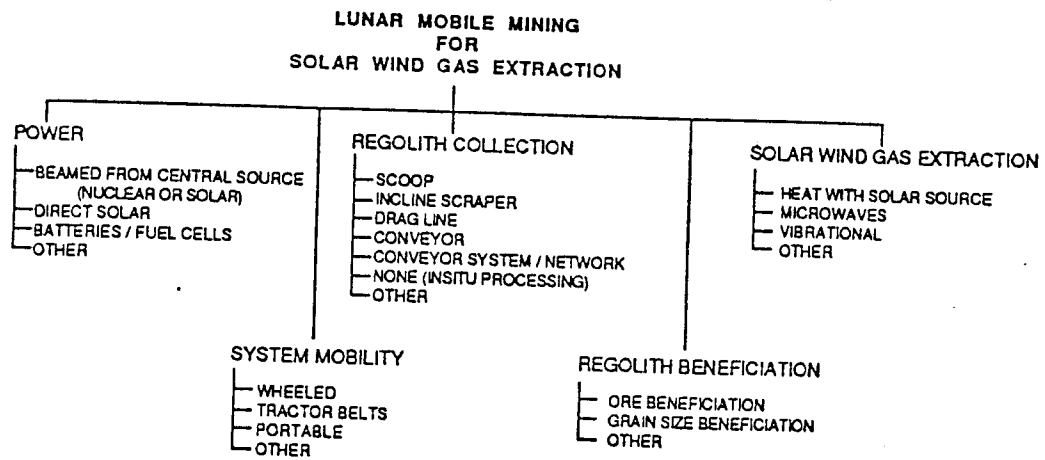 LUNAR MOBILE MINING
FOR
SOLAR WIND GAS EXTRACTION
POWER
BEAMED FROM CENTRAL SOURCE
(NUCLEAR OR SOLAR)
DIRECT SOLAR
BATTERIES / FUEL CELLS
OTHER
REGOLITH COLLECTION
SCOOP
INCLINE SCRAPER
DRAG LINE
CONVEYOR
CONVEYOR SYSTEM / NETWORK
NONE (INSITU PROCESSING)
OTHER
SOLAR WIND GAS EXTRACTION
HEAT WITH SOLAR SOURCE
MICROWAVES
VIBRATIONAL
OTHER
SYSTEM MOBILITY
WHEELED
TRACTOR BELTS
PORTABLE
OTHER
REGOLITH BENEFICIATION
ORE BENEFICIATION
GRAIN SIZE BENEFICIATION
OTHER